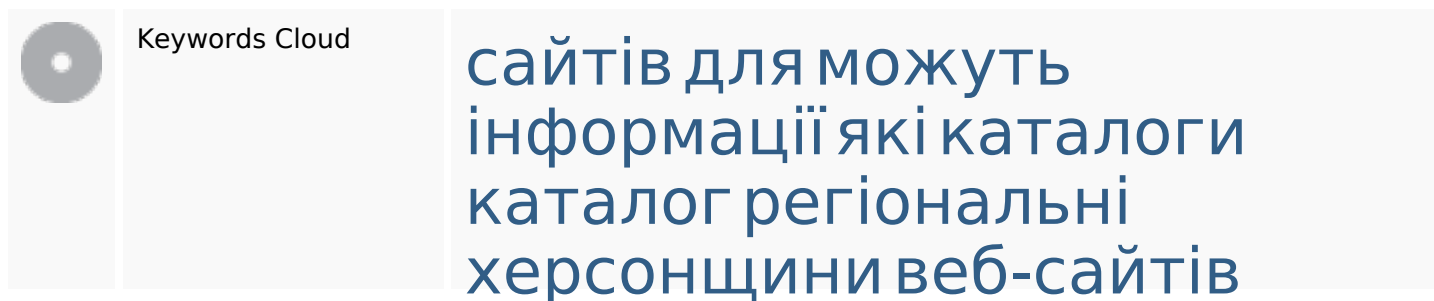 Keywords Cloud
сайтів для можуть
інформації які каталоги
каталог регіональні
херсонщини веб-сайтів